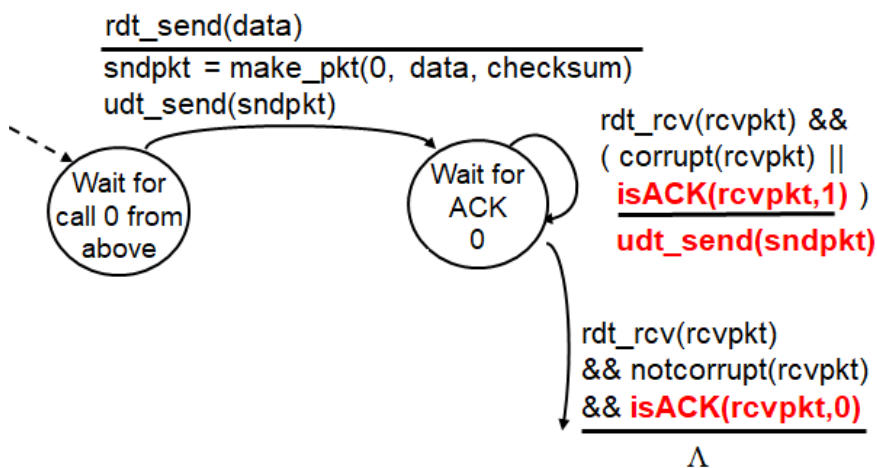 rdt_send(data)
sndpkt = make_pkt(0, data, checksum)
udt_send(sndpkt)
Wait for
call 0 from
above
Wait for
ACK
0
rdt_rcv(rcvpkt) &&
( corrupt(rcvpkt) ||
isACK(rcvpkt,1) )
udt_send(sndpkt)
rdt_rcv(rcvpkt)
&& notcorrupt(rcvpkt)
&& isACK(rcvpkt,0)
Λ